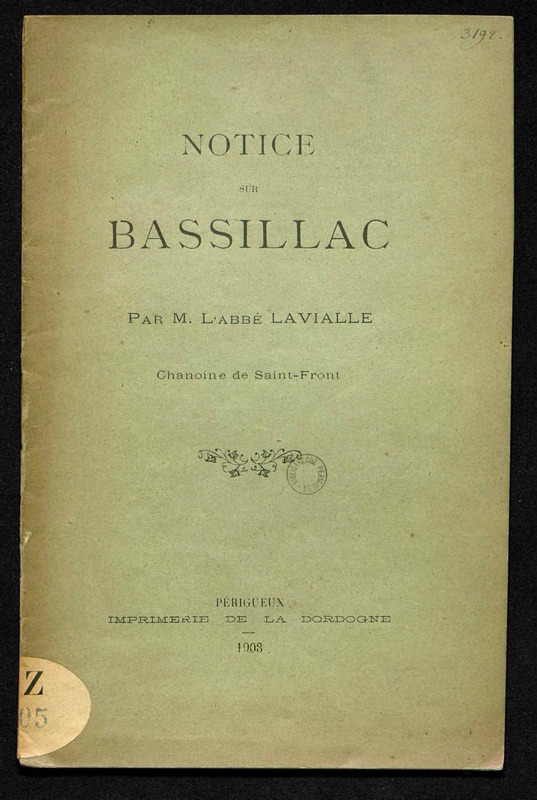 3192.
NOTICE
SUR
BASSILLAC
PAR M. L'ABBÉ LAVIALLE
Chanoine de Saint-Front
PÉRIGUEUX
IMPRIMERIE DE LA DORDOGNE
1903
Z
05